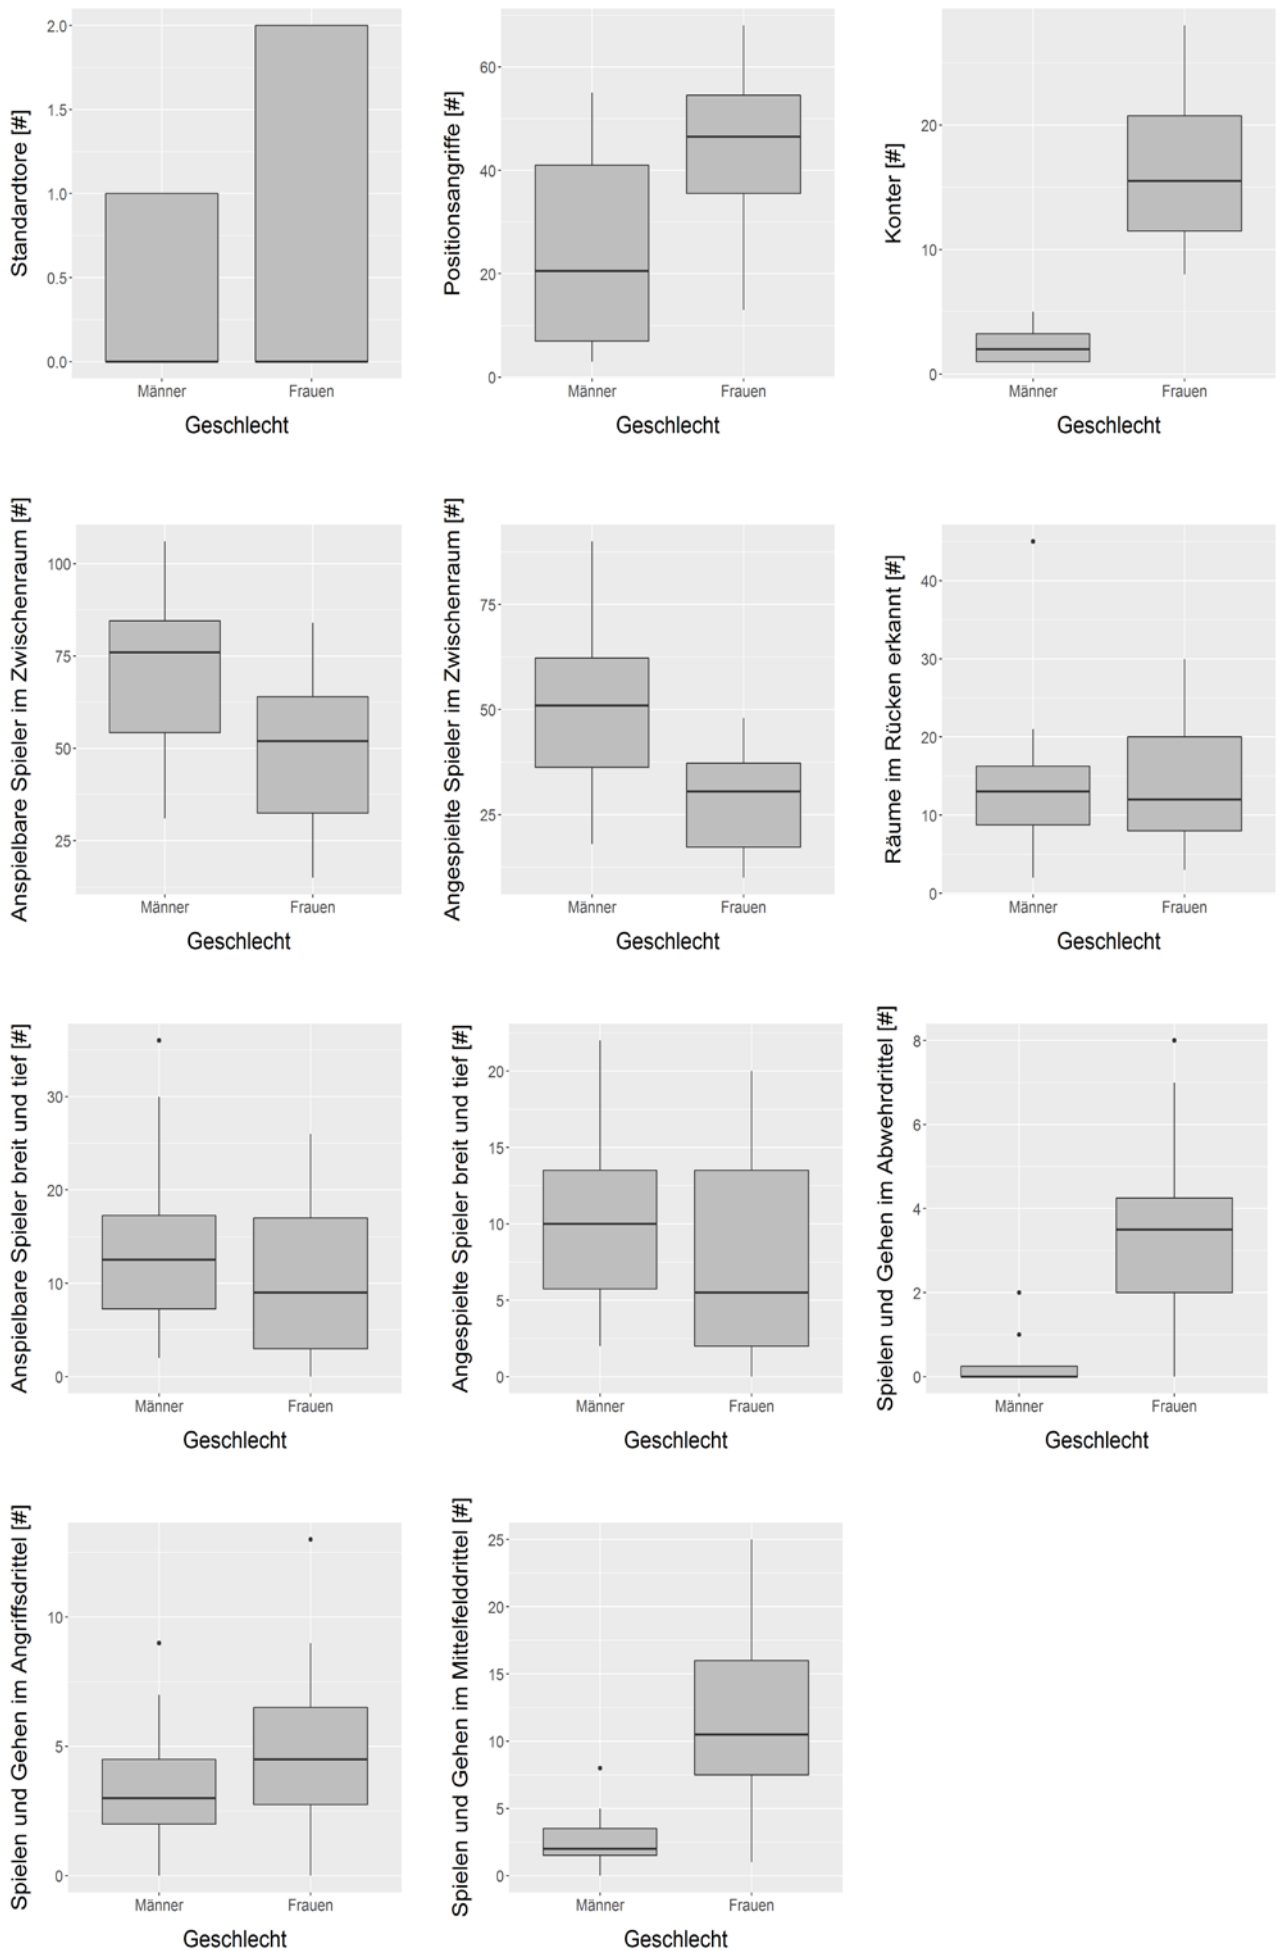 Standardtore [#]
2.0
1.5
1.0
0.5
0.0
Männer Frauen
Geschlecht
Positionsangriffe [#]
60
40
20
0
Männer Frauen
Geschlecht
Konter [#]
20
10
0
Männer Frauen
Geschlecht
Anspielbare Spieler im Zwischenraum [#]
100
75
50
25
Männer Frauen
Geschlecht
Angespielte Spieler im Zwischenraum [#]
75
50
25
Männer Frauen
Geschlecht
Räume im Rücken erkannt [#]
40
30
20
10
0
Männer Frauen
Geschlecht
Anspielbare Spieler breit und tief [#]
30
20
10
0
Männer Frauen
Geschlecht
Angespielte Spieler breit und tief [#]
20
15
10
5
0
Männer Frauen
Geschlecht
Spielen und Gehen im Abwehrdrittel [#]
8
6
4
2
0
Männer Frauen
Geschlecht
Spielen und Gehen im Angriffsdrittel [#]
10
5
0
Männer Frauen
Geschlecht
Spielen und Gehen im Mittelfelddrittel [#]
25
20
15
10
5
0
Männer Frauen
Geschlecht